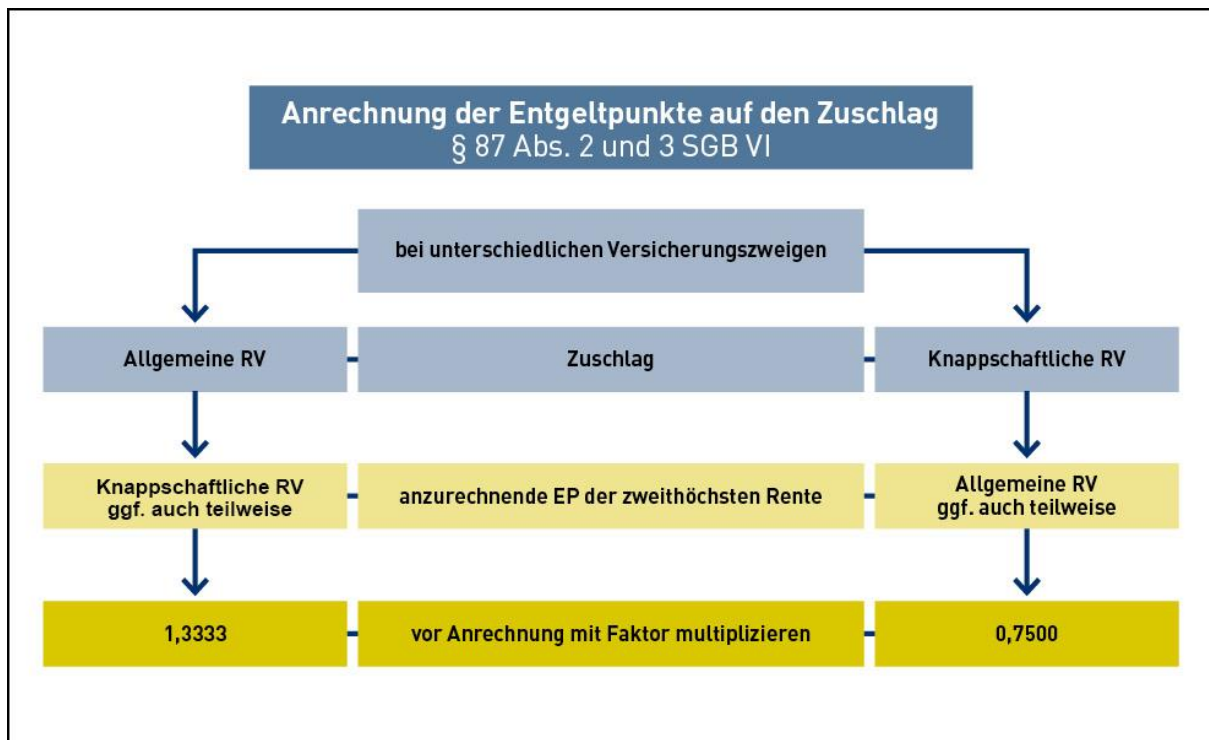 Anrechnung der Entgeltpunkte auf den Zuschlag
§ 87 Abs. 2 und 3 SGB VI
bei unterschiedlichen Versicherungszweigen
Allgemeine RV
Zuschlag
Knappschaftliche RV
Knappschaftliche RV
ggf. auch teilweise
anzurechnende EP der zweithöchsten Rente
Allgemeine RV
ggf. auch teilweise
1,3333
vor Anrechnung mit Faktor multiplizieren
0,7500